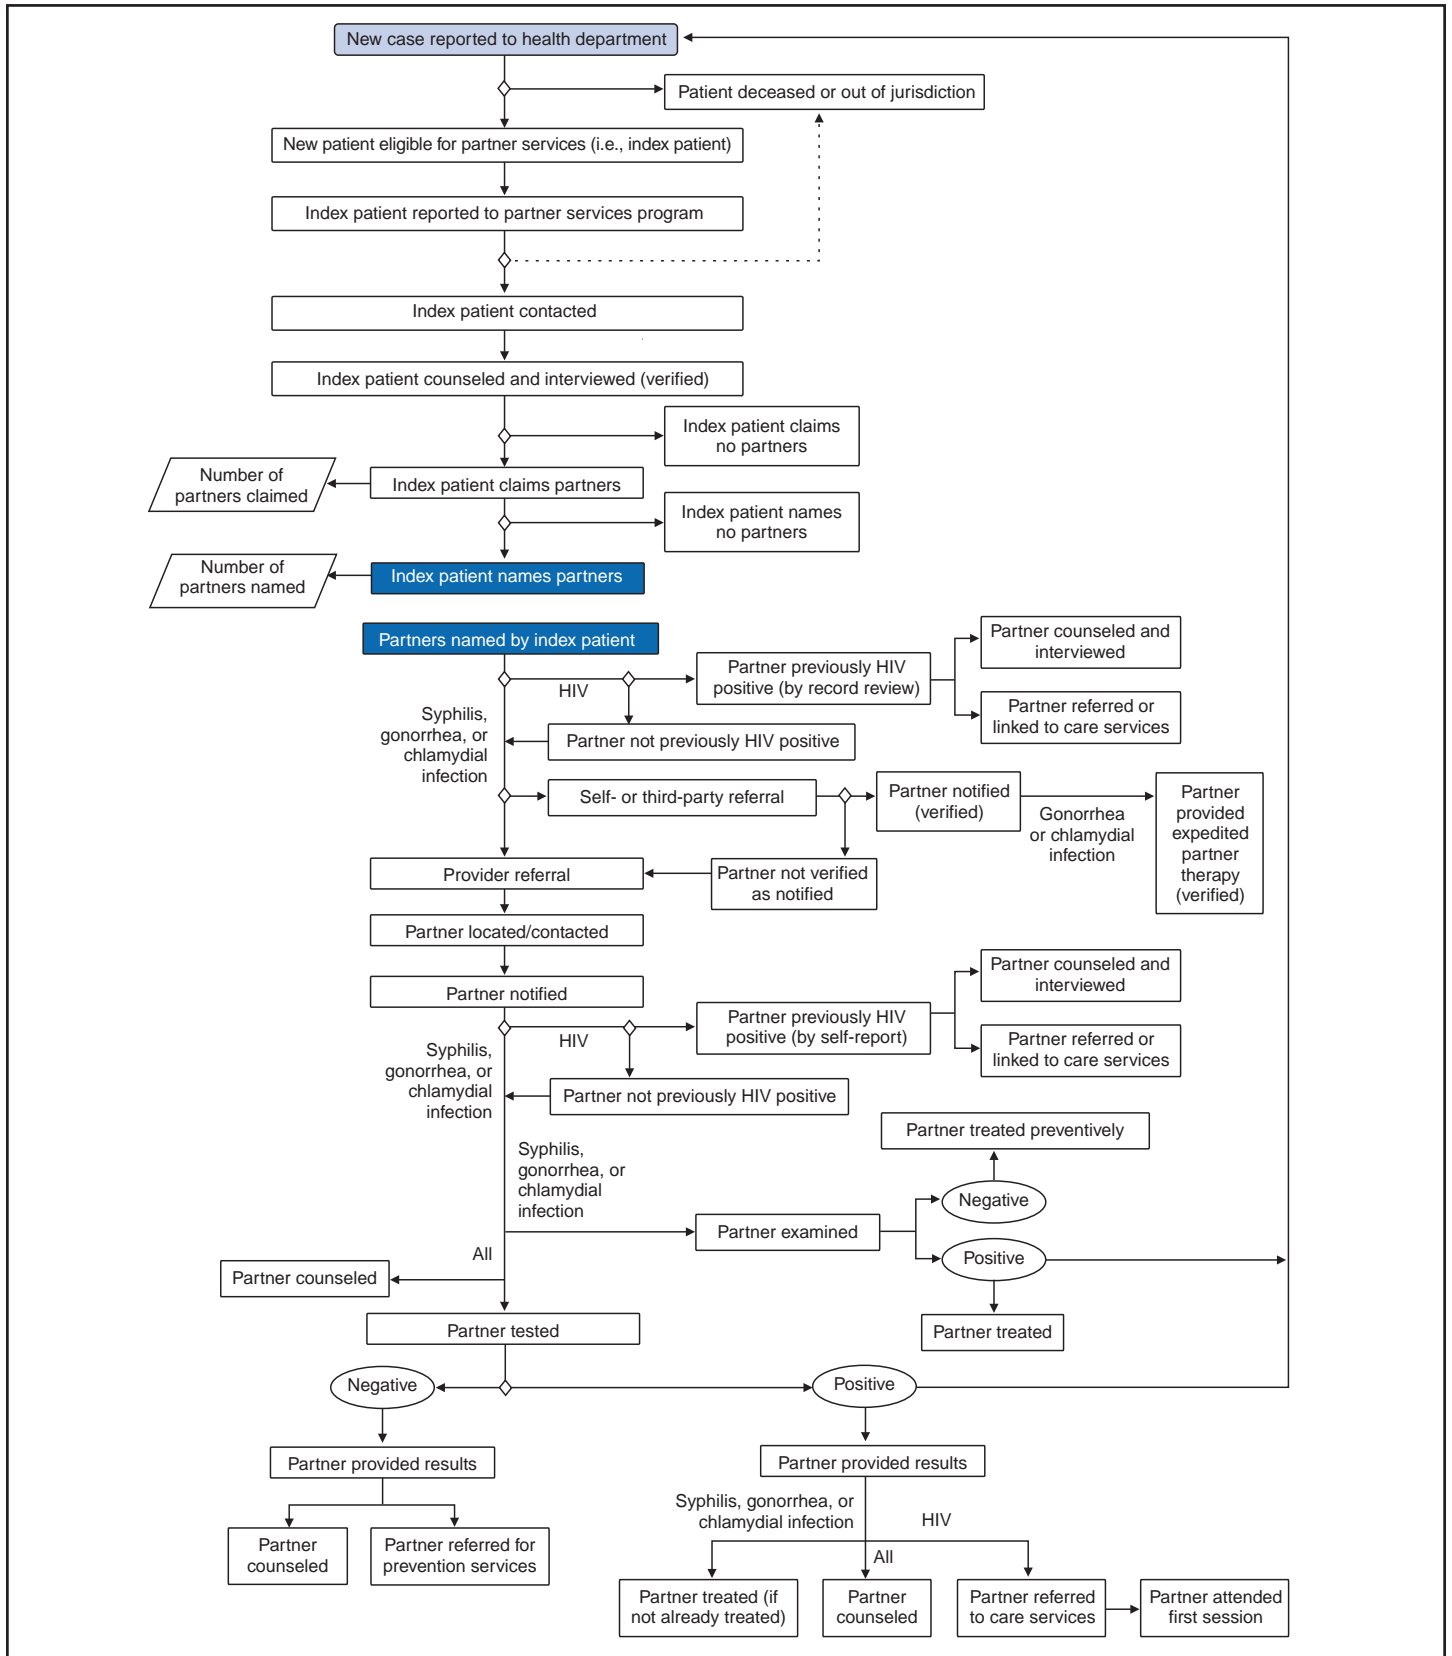 New case reported to health department
Patient deceased or out of jurisdiction
New patient eligible for partner services (i.e., index patient)
Index patient reported to partner services program
Index patient contacted
Index patient counseled and interviewed (verified)
Index patient claims
no partners
Number of
partners claimed
Index patient claims partners
Index patient names
no partners
Number of
partners named
Index patient names partners
Partners named by index patient
Partner counseled and
interviewed
HIV
Partner previously HIV
positive (by record review)
Partner referred or
linked to care services
Syphilis,
gonorrhea, or
chlamydial
infection
Partner not previously HIV positive
Self- or third-party referral
Partner notified
(verified)
Gonorrhea
or chlamydial
infection
Partner
provided
expedited
partner
therapy
(verified)
Provider referral
Partner not verified
as notified
Partner located/contacted
Partner notified
Partner counseled and
interviewed
HIV
Partner previously HIV
positive (by self-report)
Partner referred or
linked to care services
Syphilis,
gonorrhea, or
chlamydial
infection
Partner not previously HIV positive
Partner treated preventively
Syphilis,
gonorrhea, or
chlamydial
infection
Negative
Partner examined
Positive
All
Partner counseled
Partner treated
Partner tested
Negative
Positive
Partner provided results
Partner provided results
Syphilis, gonorrhea, or
chlamydial infection
HIV
All
Partner
counseled
Partner referred for
prevention services
Partner treated (if
not already treated)
Partner
counseled
Partner referred
to care services
Partner attended
first session